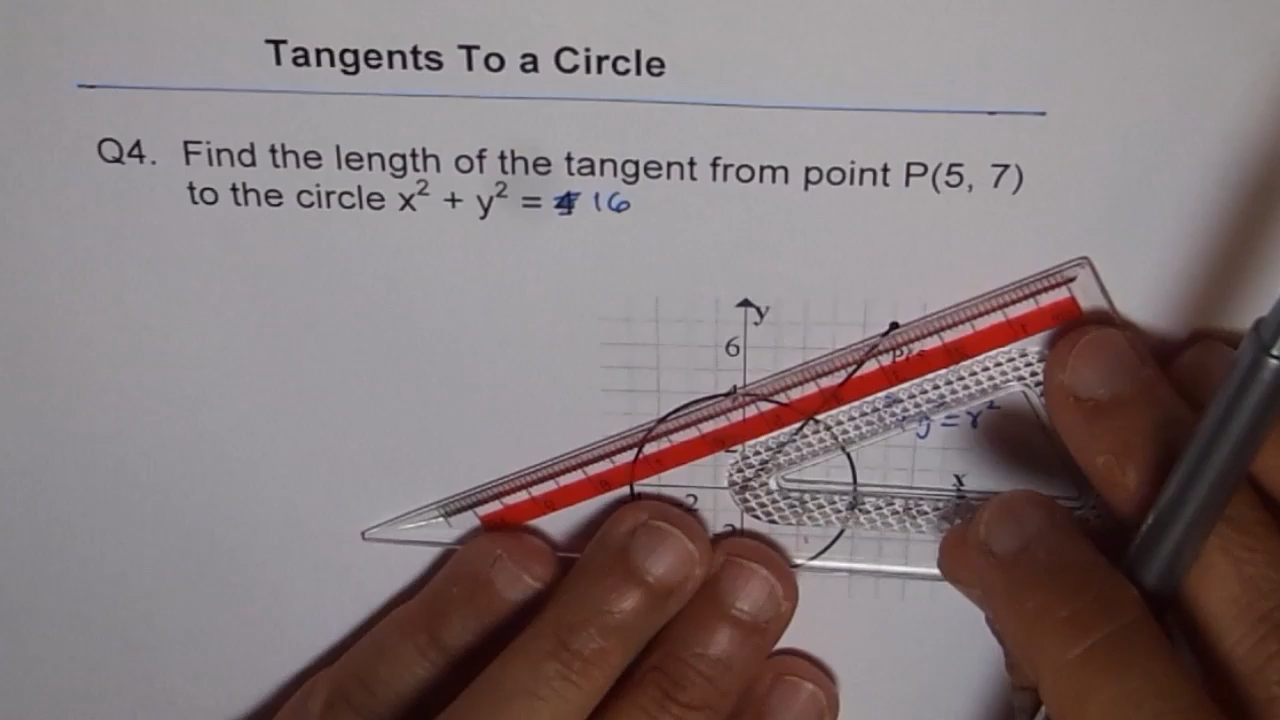 Tangents To a Circle
Q4. Find the length of the tangent from point P(5, 7)
to the circle x² + y² = 16
y
6
4
x
-2